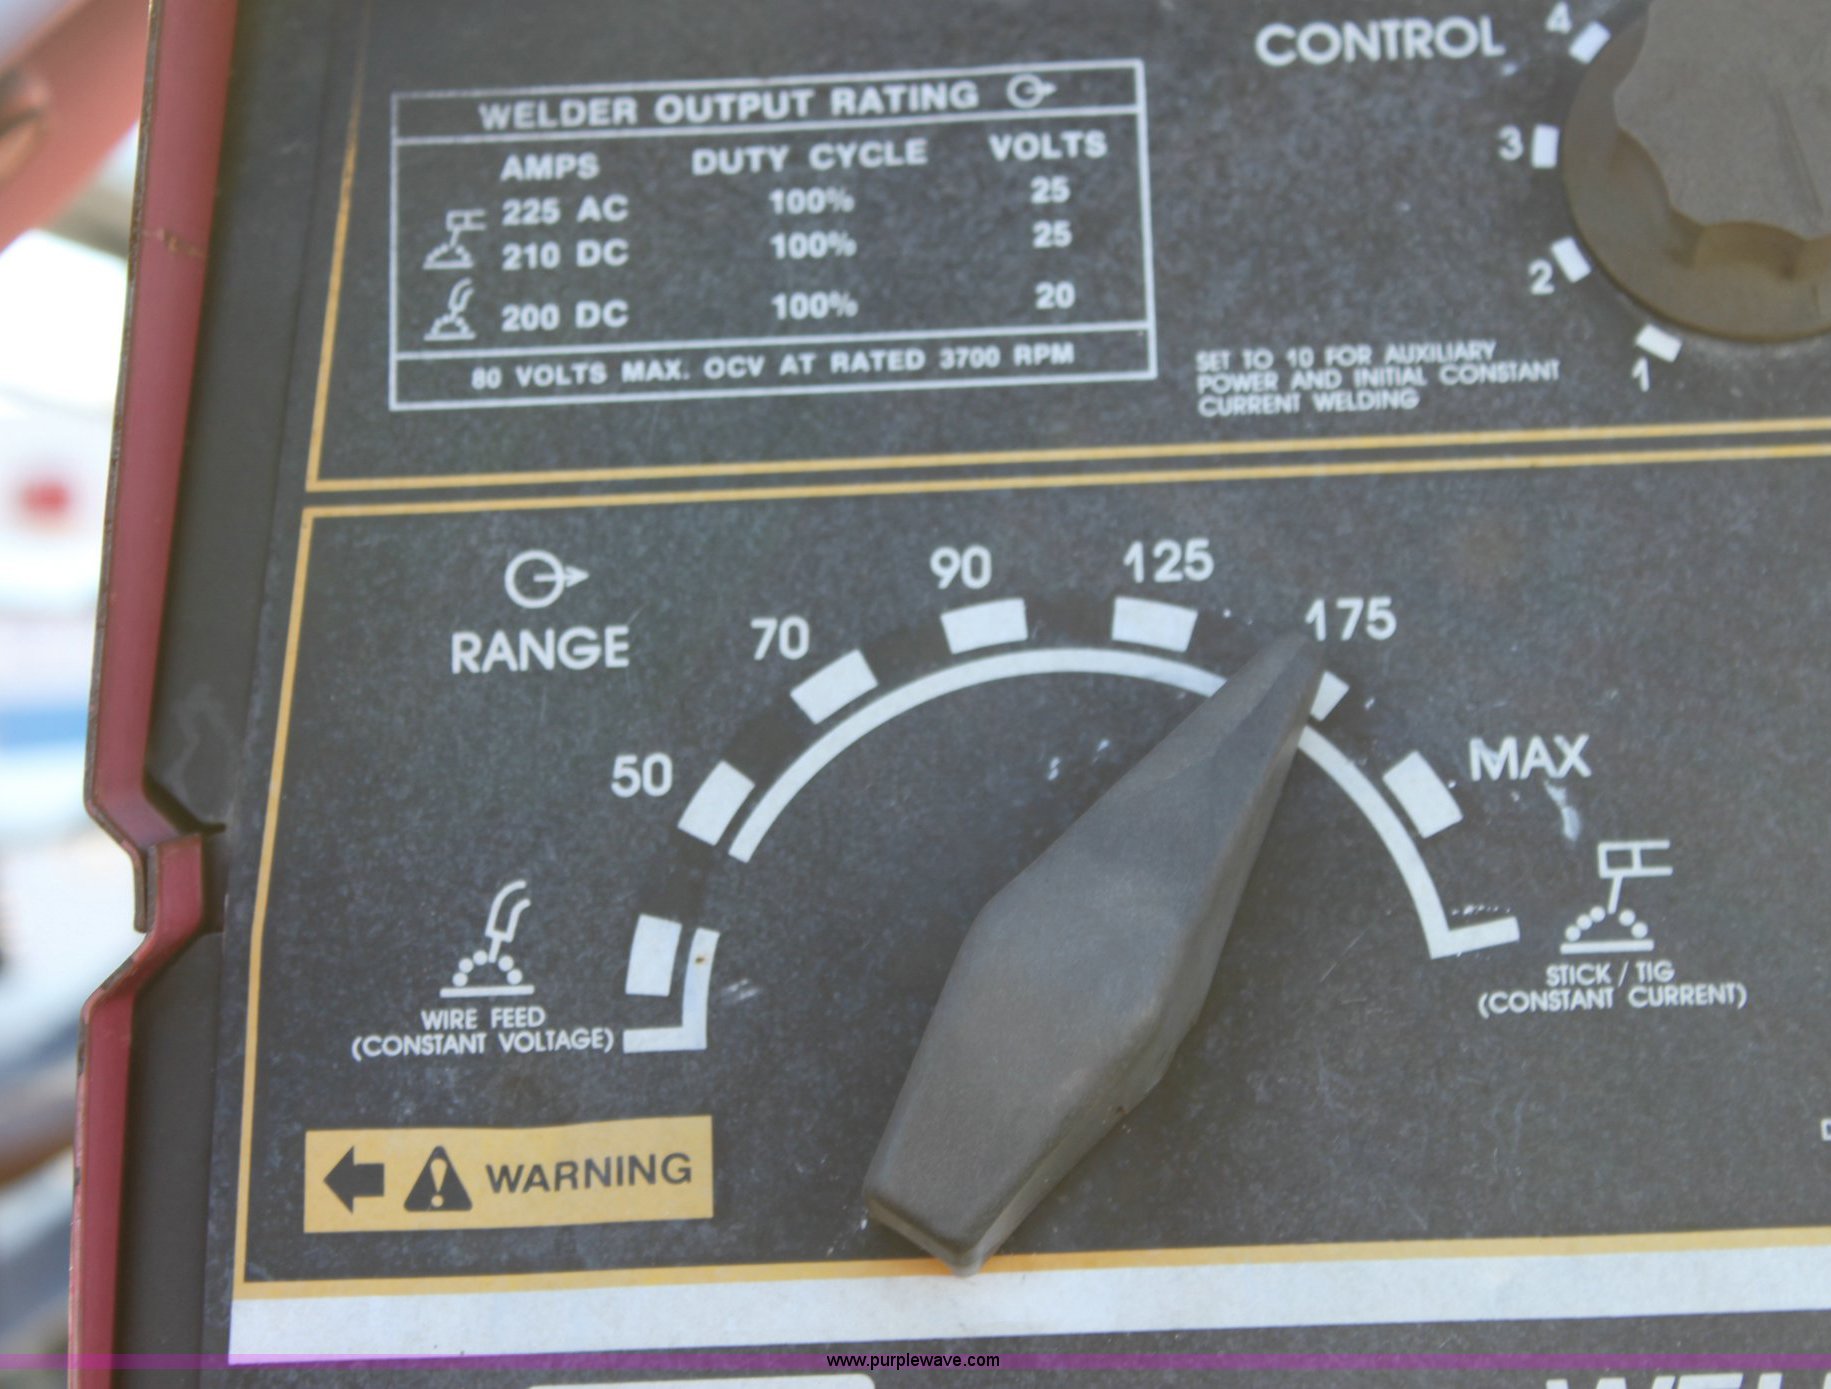 CONTROL
4
3
2
1
WELDER OUTPUT RATING
AMPS DUTY CYCLE VOLTS
225 AC 100% 25
210 DC 100% 25
200 DC 100% 20
80 VOLTS MAX. OCV AT RATED 3700 RPM
SET TO 10 FOR AUXILIARY
POWER AND INITIAL CONSTANT
CURRENT WELDING
RANGE
50
70
90
125
175
MAX
WIRE FEED
(CONSTANT VOLTAGE)
STICK / TIG
(CONSTANT CURRENT)
WARNING
www.purplewave.com